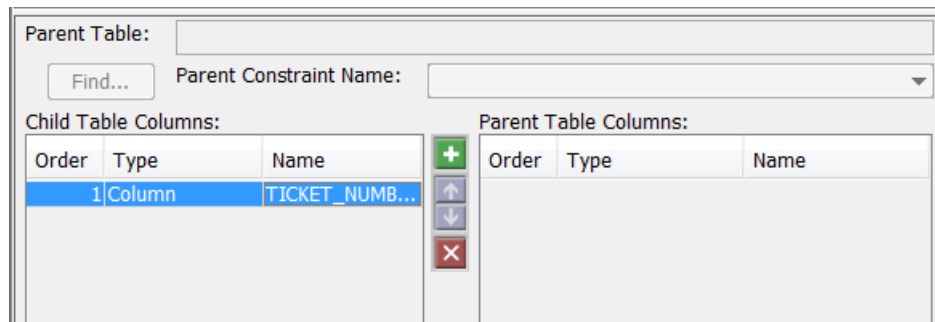 Parent Table:
Find... Parent Constraint Name:
Child Table Columns: Parent Table Columns:
Order Type Name Order Type Name
1 Column TICKET_NUMB...